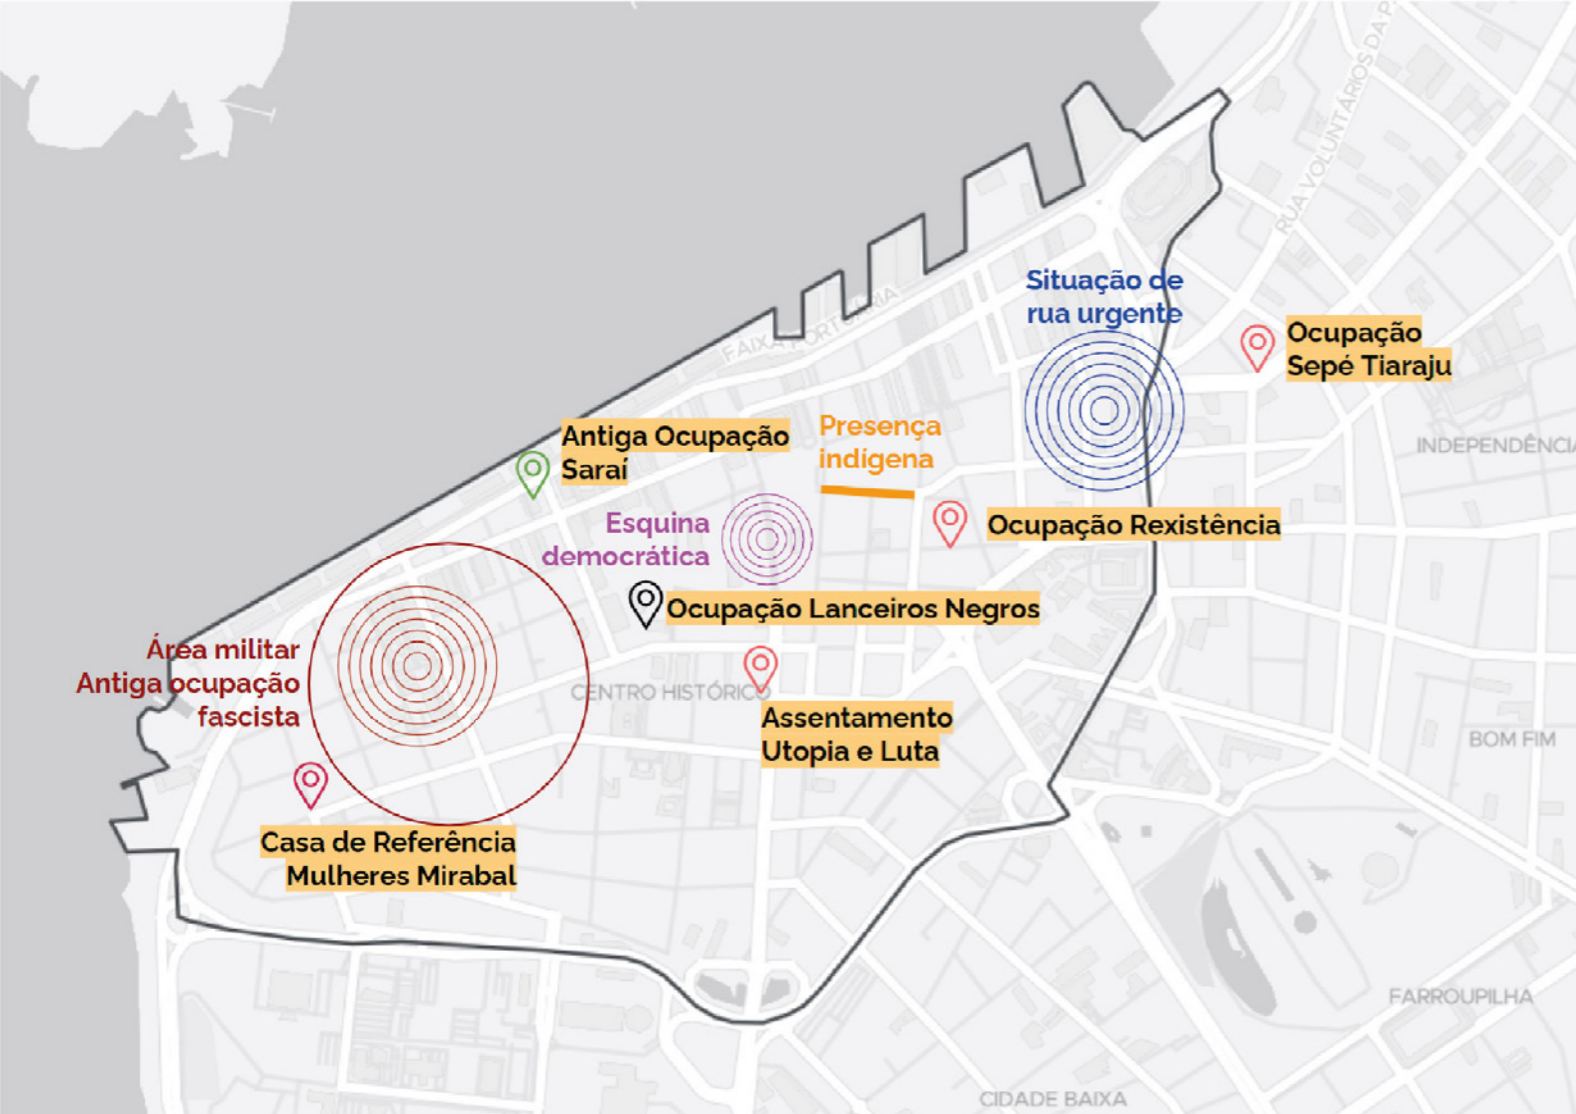 RUA VOLUNTÁRIOS DA P
Situação de
rua urgente
FAIXA PORTUÁRIA
Ocupação
Sepé Tiaraju
Antiga Ocupação
Saraí
Presença
indígena
INDEPENDÊNCIA
Esquina
democrática
Ocupação Rexistência
Ocupação Lanceiros Negros
Área militar
Antiga ocupação
fascista
CENTRO HISTÓRICO
Assentamento
Utopia e Luta
BOM FIM
Casa de Referência
Mulheres Mirabal
FARROUPILHA
CIDADE BAIXA